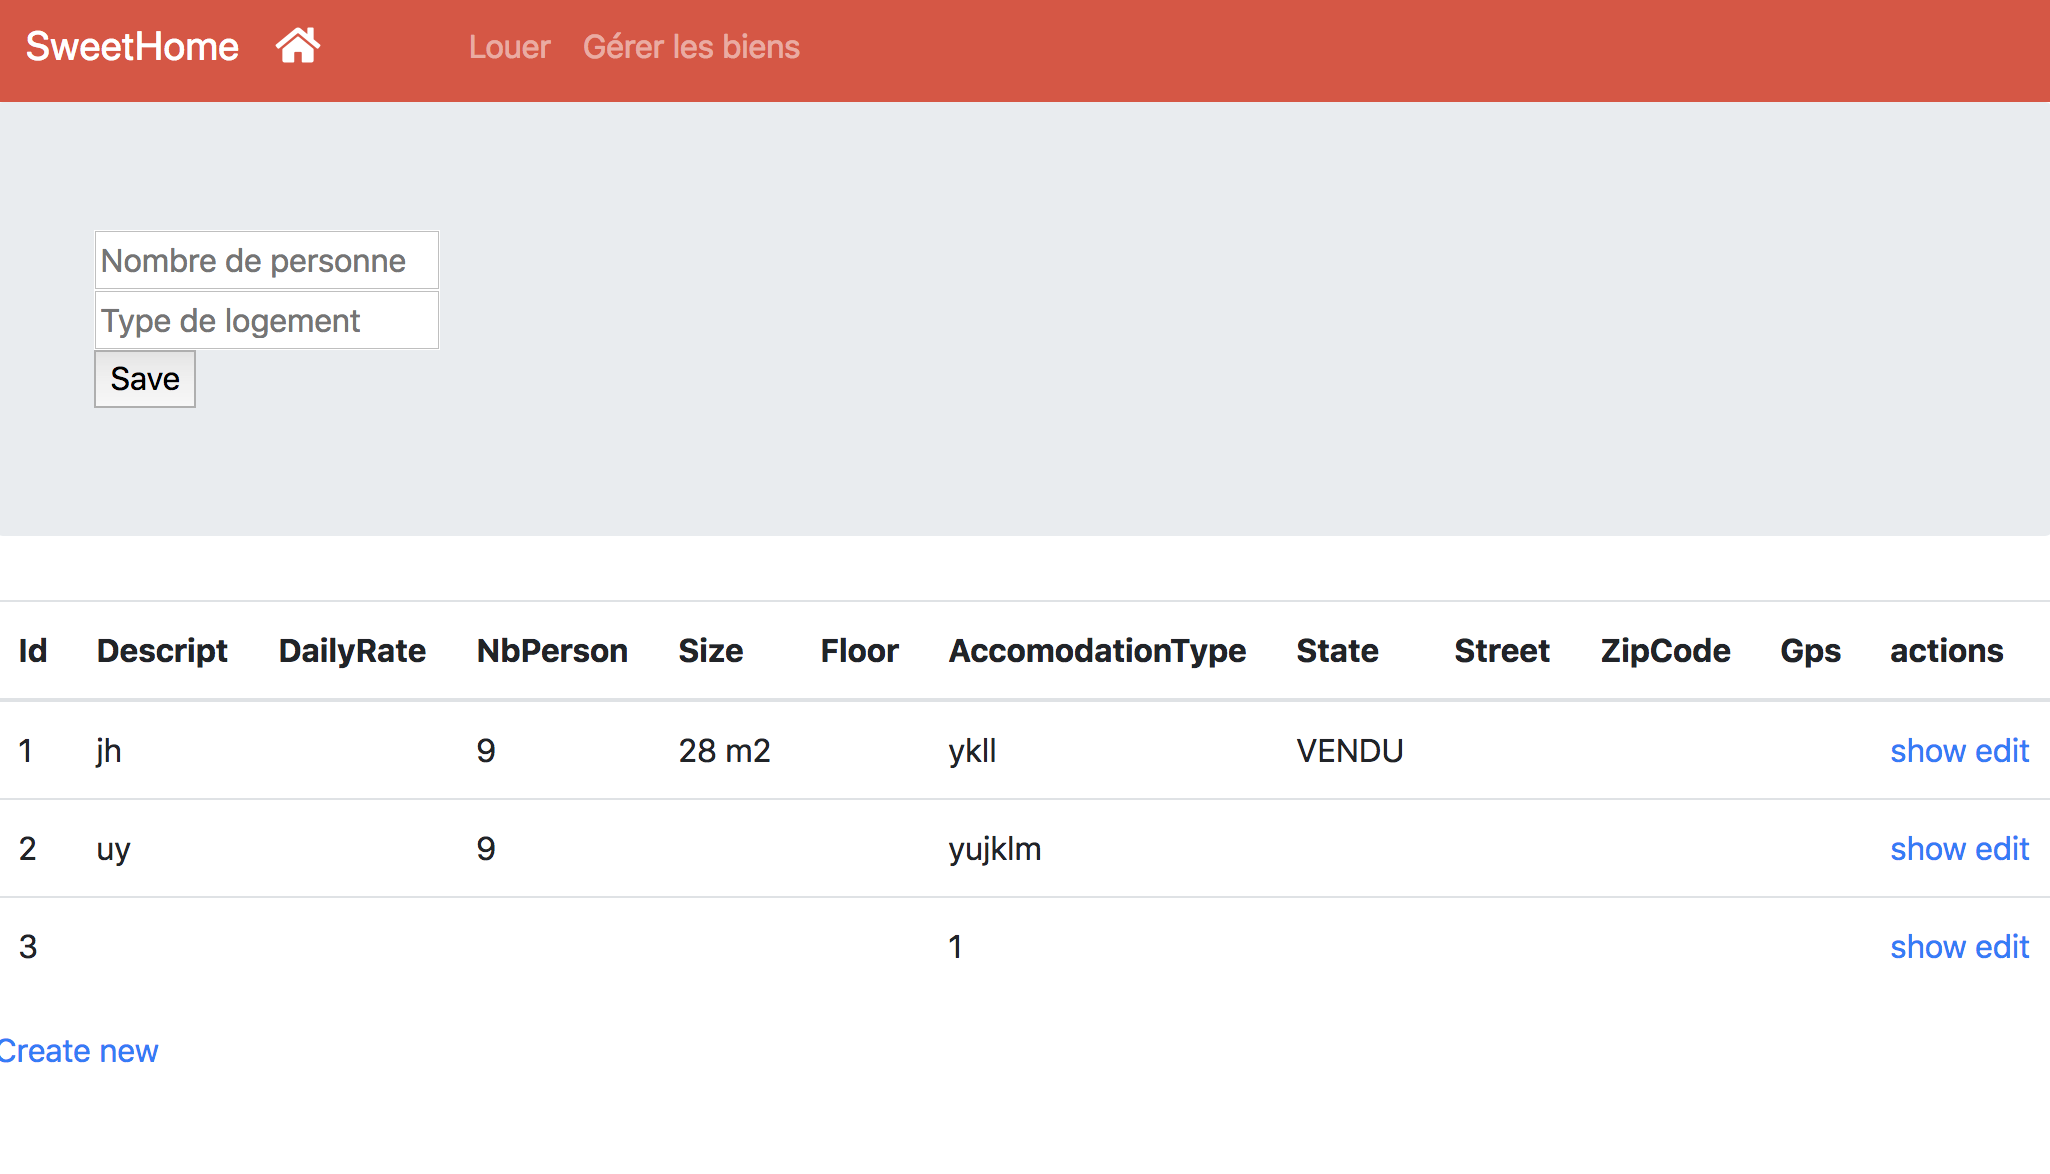 SweetHome Louer Gérer les biens
Nombre de personne
Type de logement
Save
Id Descript DailyRate NbPerson Size Floor AccomodationType State Street ZipCode Gps actions
1 jh 9 28 m2 ykll VENDU show edit
2 uy 9 yujklm show edit
3 1 show edit
Create new